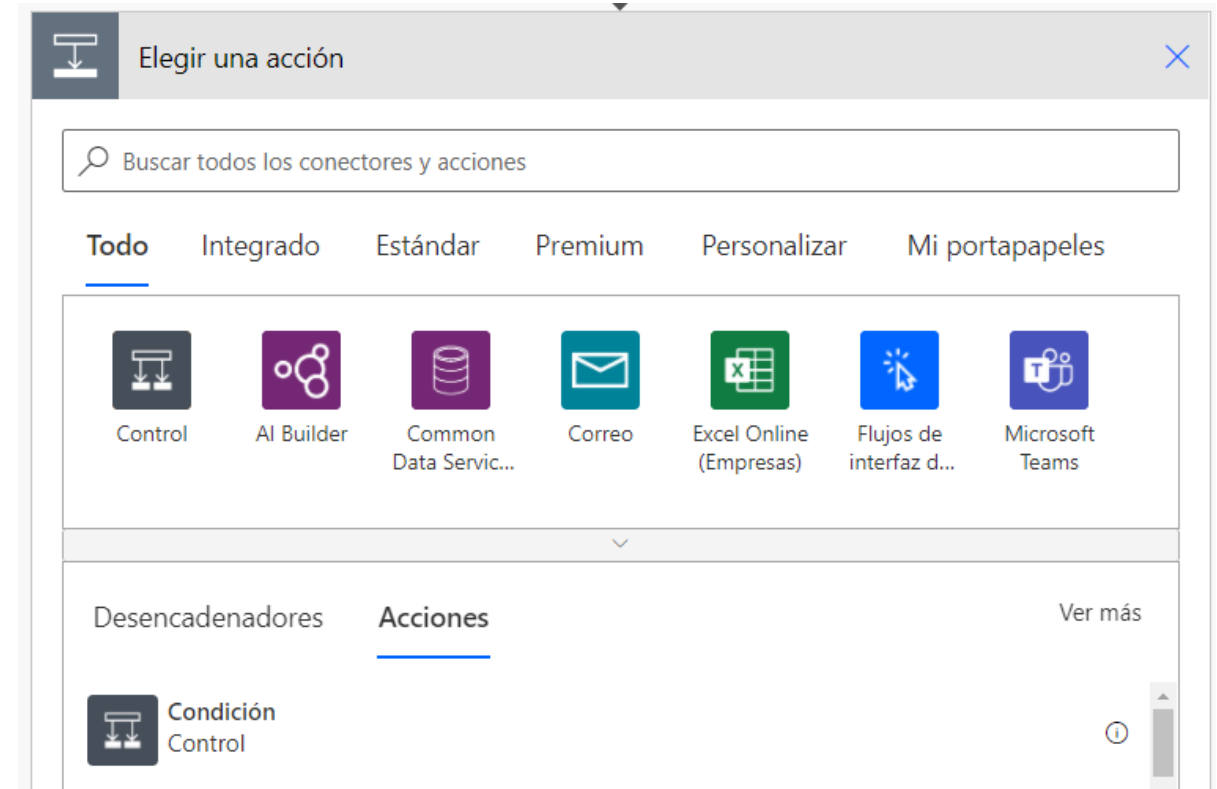 Elegir una acción
Buscar todos los conectores y acciones
Todo Integrado Estándar Premium Personalizar Mi portapapeles
Control AI Builder Common Correo Excel Online Flujos de Microsoft
Data Servic... (Empresas) interfaz d... Teams
Desencadenadores Acciones Ver más
Condición
Control